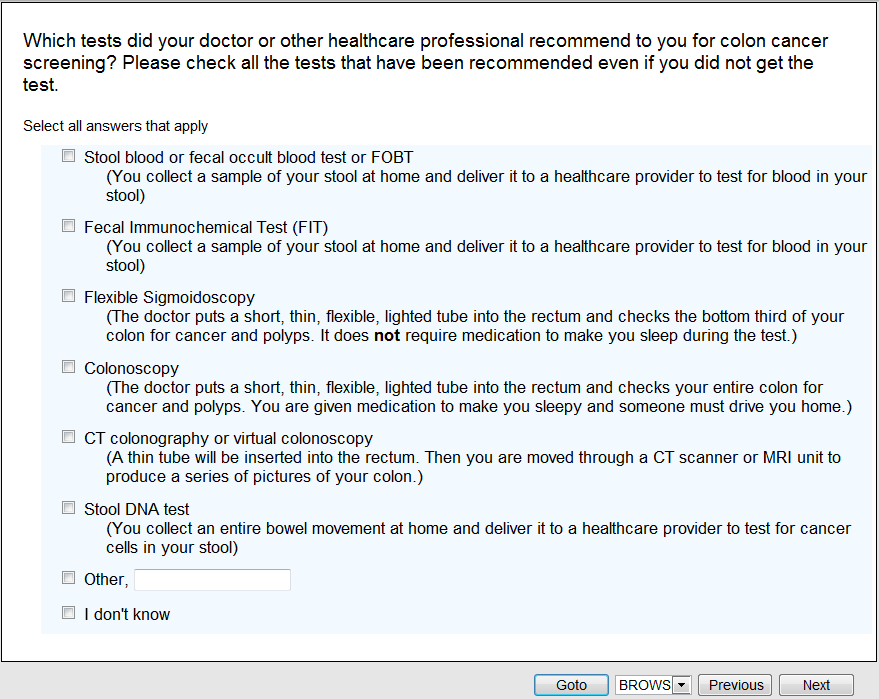 Which tests did your doctor or other healthcare professional recommend to you for colon cancer
screening? Please check all the tests that have been recommended even if you did not get the
test.
Select all answers that apply
Stool blood or fecal occult blood test or FOBT
(You collect a sample of your stool at home and deliver it to a healthcare provider to test for blood in your
stool)
Fecal Immunochemical Test (FIT)
(You collect a sample of your stool at home and deliver it to a healthcare provider to test for blood in your
stool)
Flexible Sigmoidoscopy
(The doctor puts a short, thin, flexible, lighted tube into the rectum and checks the bottom third of your
colon for cancer and polyps. It does not require medication to make you sleep during the test.)
Colonoscopy
(The doctor puts a short, thin, flexible, lighted tube into the rectum and checks your entire colon for
cancer and polyps. You are given medication to make you sleepy and someone must drive you home.)
CT colonography or virtual colonoscopy
(A thin tube will be inserted into the rectum. Then you are moved through a CT scanner or MRI unit to
produce a series of pictures of your colon.)
Stool DNA test
(You collect an entire bowel movement at home and deliver it to a healthcare provider to test for cancer
cells in your stool)
Other,
I don't know
Goto BROWS Previous Next